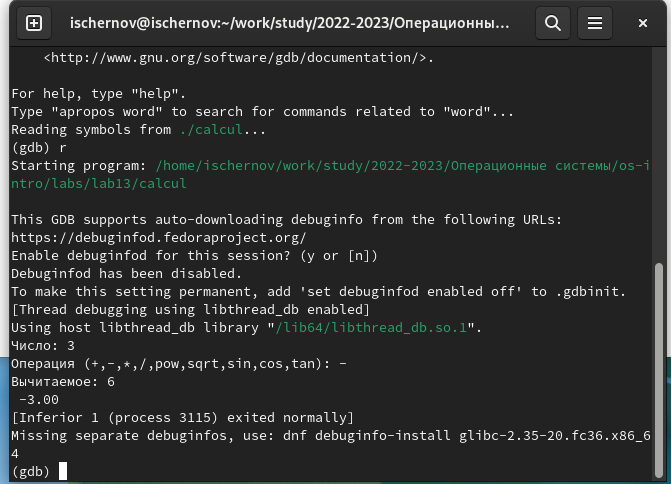 ischernov@ischernov:~/work/study/2022-2023/Операционны...
<http://www.gnu.org/software/gdb/documentation/>.
For help, type "help".
Type "apropos word" to search for commands related to "word"...
Reading symbols from ./calcul...
(gdb) r
Starting program: /home/ischernov/work/study/2022-2023/Операционные системы/os-i
ntro/labs/lab13/calcul
This GDB supports auto-downloading debuginfo from the following URLs:
https://debuginfod.fedoraproject.org/
Enable debuginfod for this session? (y or [n])
Debuginfod has been disabled.
To make this setting permanent, add 'set debuginfod enabled off' to .gdbinit.
[Thread debugging using libthread_db enabled]
Using host libthread_db library "/lib64/libthread_db.so.1".
Число: 3
Операция (+,-,*,/,pow,sqrt,sin,cos,tan): -
Вычитаемое: 6
-3.00
[Inferior 1 (process 3115) exited normally]
Missing separate debuginfos, use: dnf debuginfo-install glibc-2.35-20.fc36.x86_6
4
(gdb)